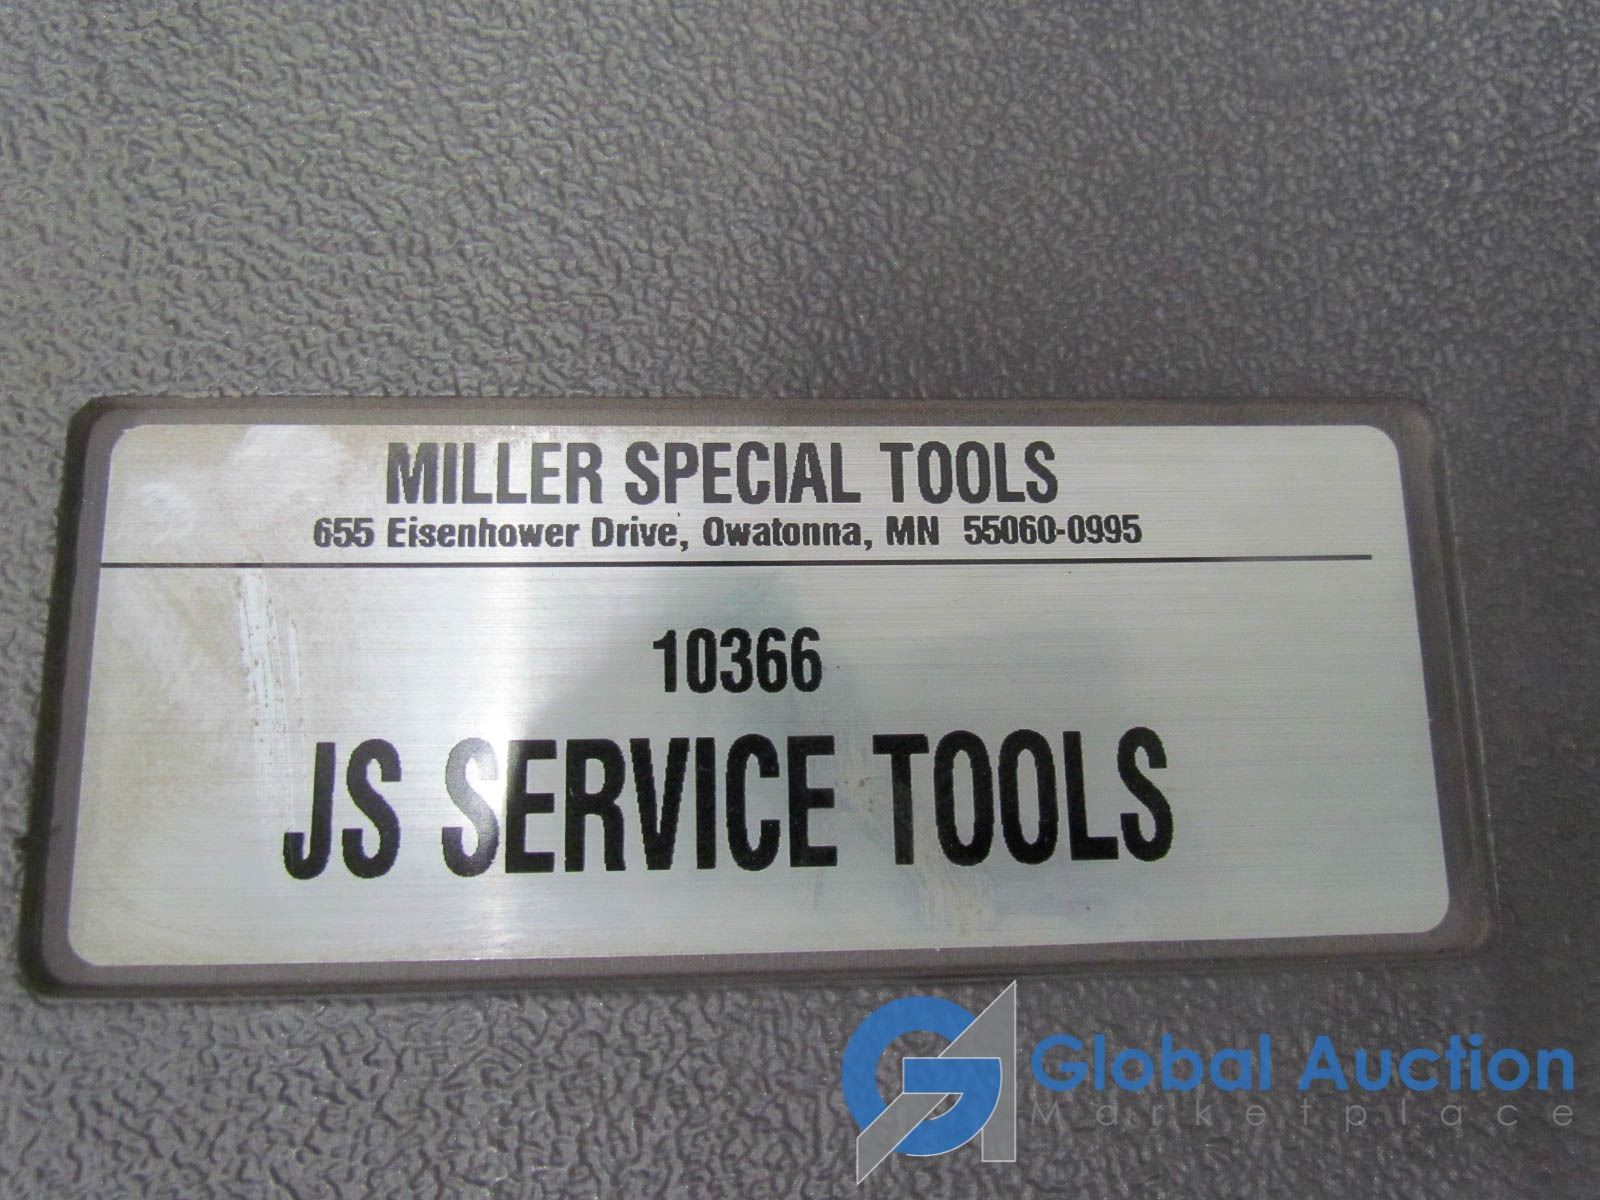 MILLER SPECIAL TOOLS
655 Eisenhower Drive, Owatonna, MN 55060-0995
10366
JS SERVICE TOOLS
Global Auction
Marketplace